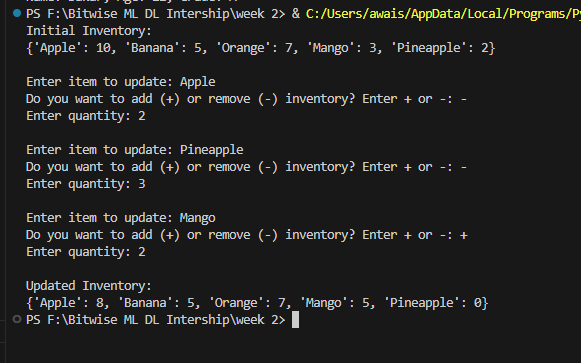 PS F:\Bitwise ML DL Intership\week 2> & C:/Users/awais/AppData/Local/Programs/Py
Initial Inventory:
{'Apple': 10, 'Banana': 5, 'Orange': 7, 'Mango': 3, 'Pineapple': 2}
Enter item to update: Apple
Do you want to add (+) or remove (-) inventory? Enter + or -: -
Enter quantity: 2
Enter item to update: Pineapple
Do you want to add (+) or remove (-) inventory? Enter + or -: -
Enter quantity: 3
Enter item to update: Mango
Do you want to add (+) or remove (-) inventory? Enter + or -: +
Enter quantity: 2
Updated Inventory:
{'Apple': 8, 'Banana': 5, 'Orange': 7, 'Mango': 5, 'Pineapple': 0}
PS F:\Bitwise ML DL Intership\week 2>